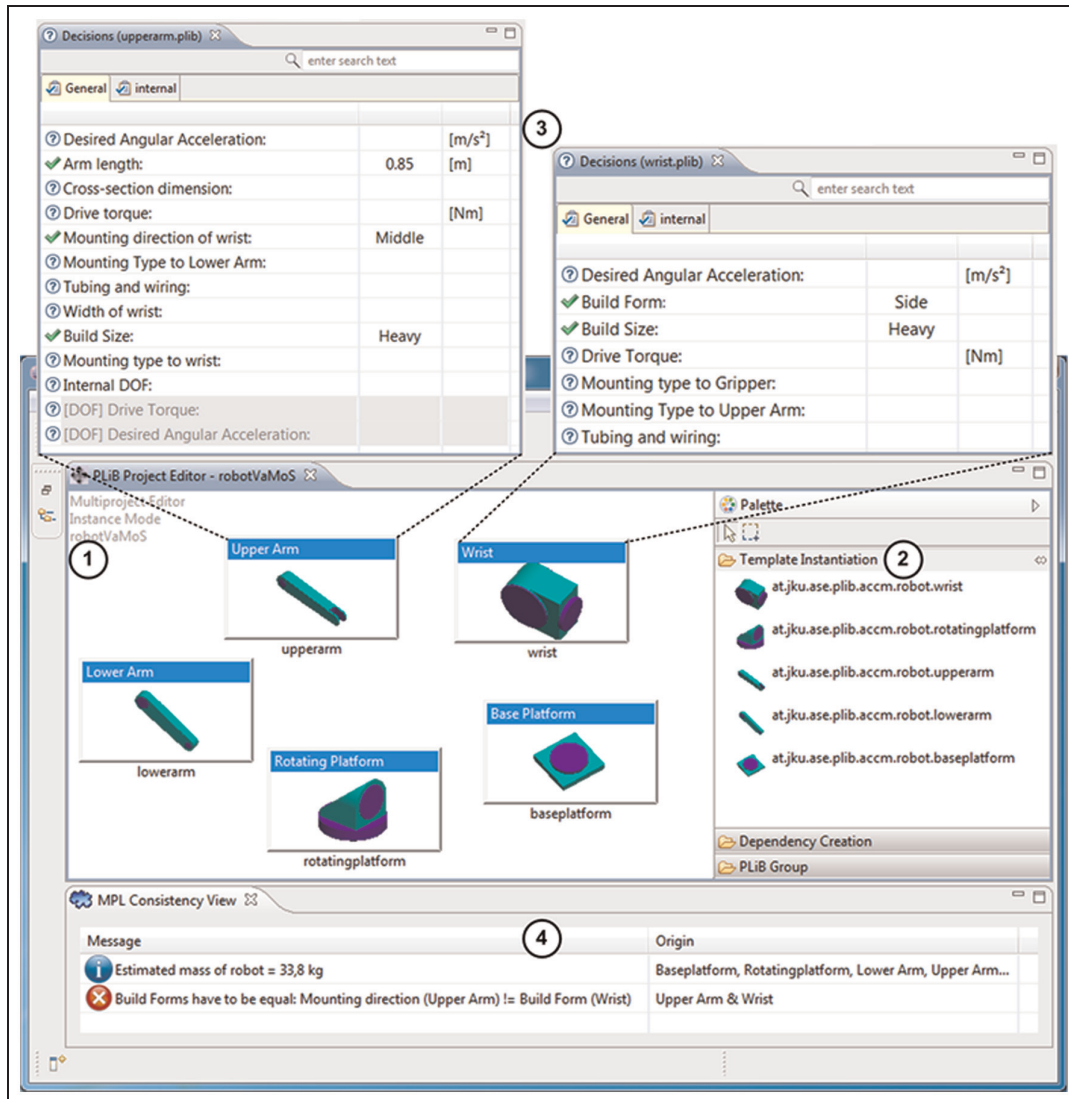 Decisions (upperarm.plib)
enter search text
General internal
Desired Angular Acceleration: [m/s²]
Arm length: 0.85 [m]
Cross-section dimension:
Drive torque: [Nm]
Mounting direction of wrist: Middle
Mounting Type to Lower Arm:
Tubing and wiring:
Width of wrist:
Build Size: Heavy
Mounting type to wrist:
Internal DOF:
[DOF] Drive Torque:
[DOF] Desired Angular Acceleration:
3
Decisions (wrist.plib)
enter search text
General internal
Desired Angular Acceleration: [m/s²]
Build Form: Side
Build Size: Heavy
Drive Torque: [Nm]
Mounting type to Gripper:
Mounting Type to Upper Arm:
Tubing and wiring:
PLiB Project Editor - robotVaMoS
Multiproject Editor
Instance Mode
robotVaMoS
1
Upper Arm
upperarm
Wrist
wrist
Lower Arm
lowerarm
Rotating Platform
rotatingplatform
Base Platform
baseplatform
Palette
Template Instantiation
2
at.jku.ase.plib.accm.robot.wrist
at.jku.ase.plib.accm.robot.rotatingplatform
at.jku.ase.plib.accm.robot.upperarm
at.jku.ase.plib.accm.robot.lowerarm
at.jku.ase.plib.accm.robot.baseplatform
Dependency Creation
PLiB Group
MPL Consistency View
4
Message Origin
Estimated mass of robot = 33,8 kg Baseplatform, Rotatingplatform, Lower Arm, Upper Arm...
Build Forms have to be equal: Mounting direction (Upper Arm) != Build Form (Wrist) Upper Arm & Wrist